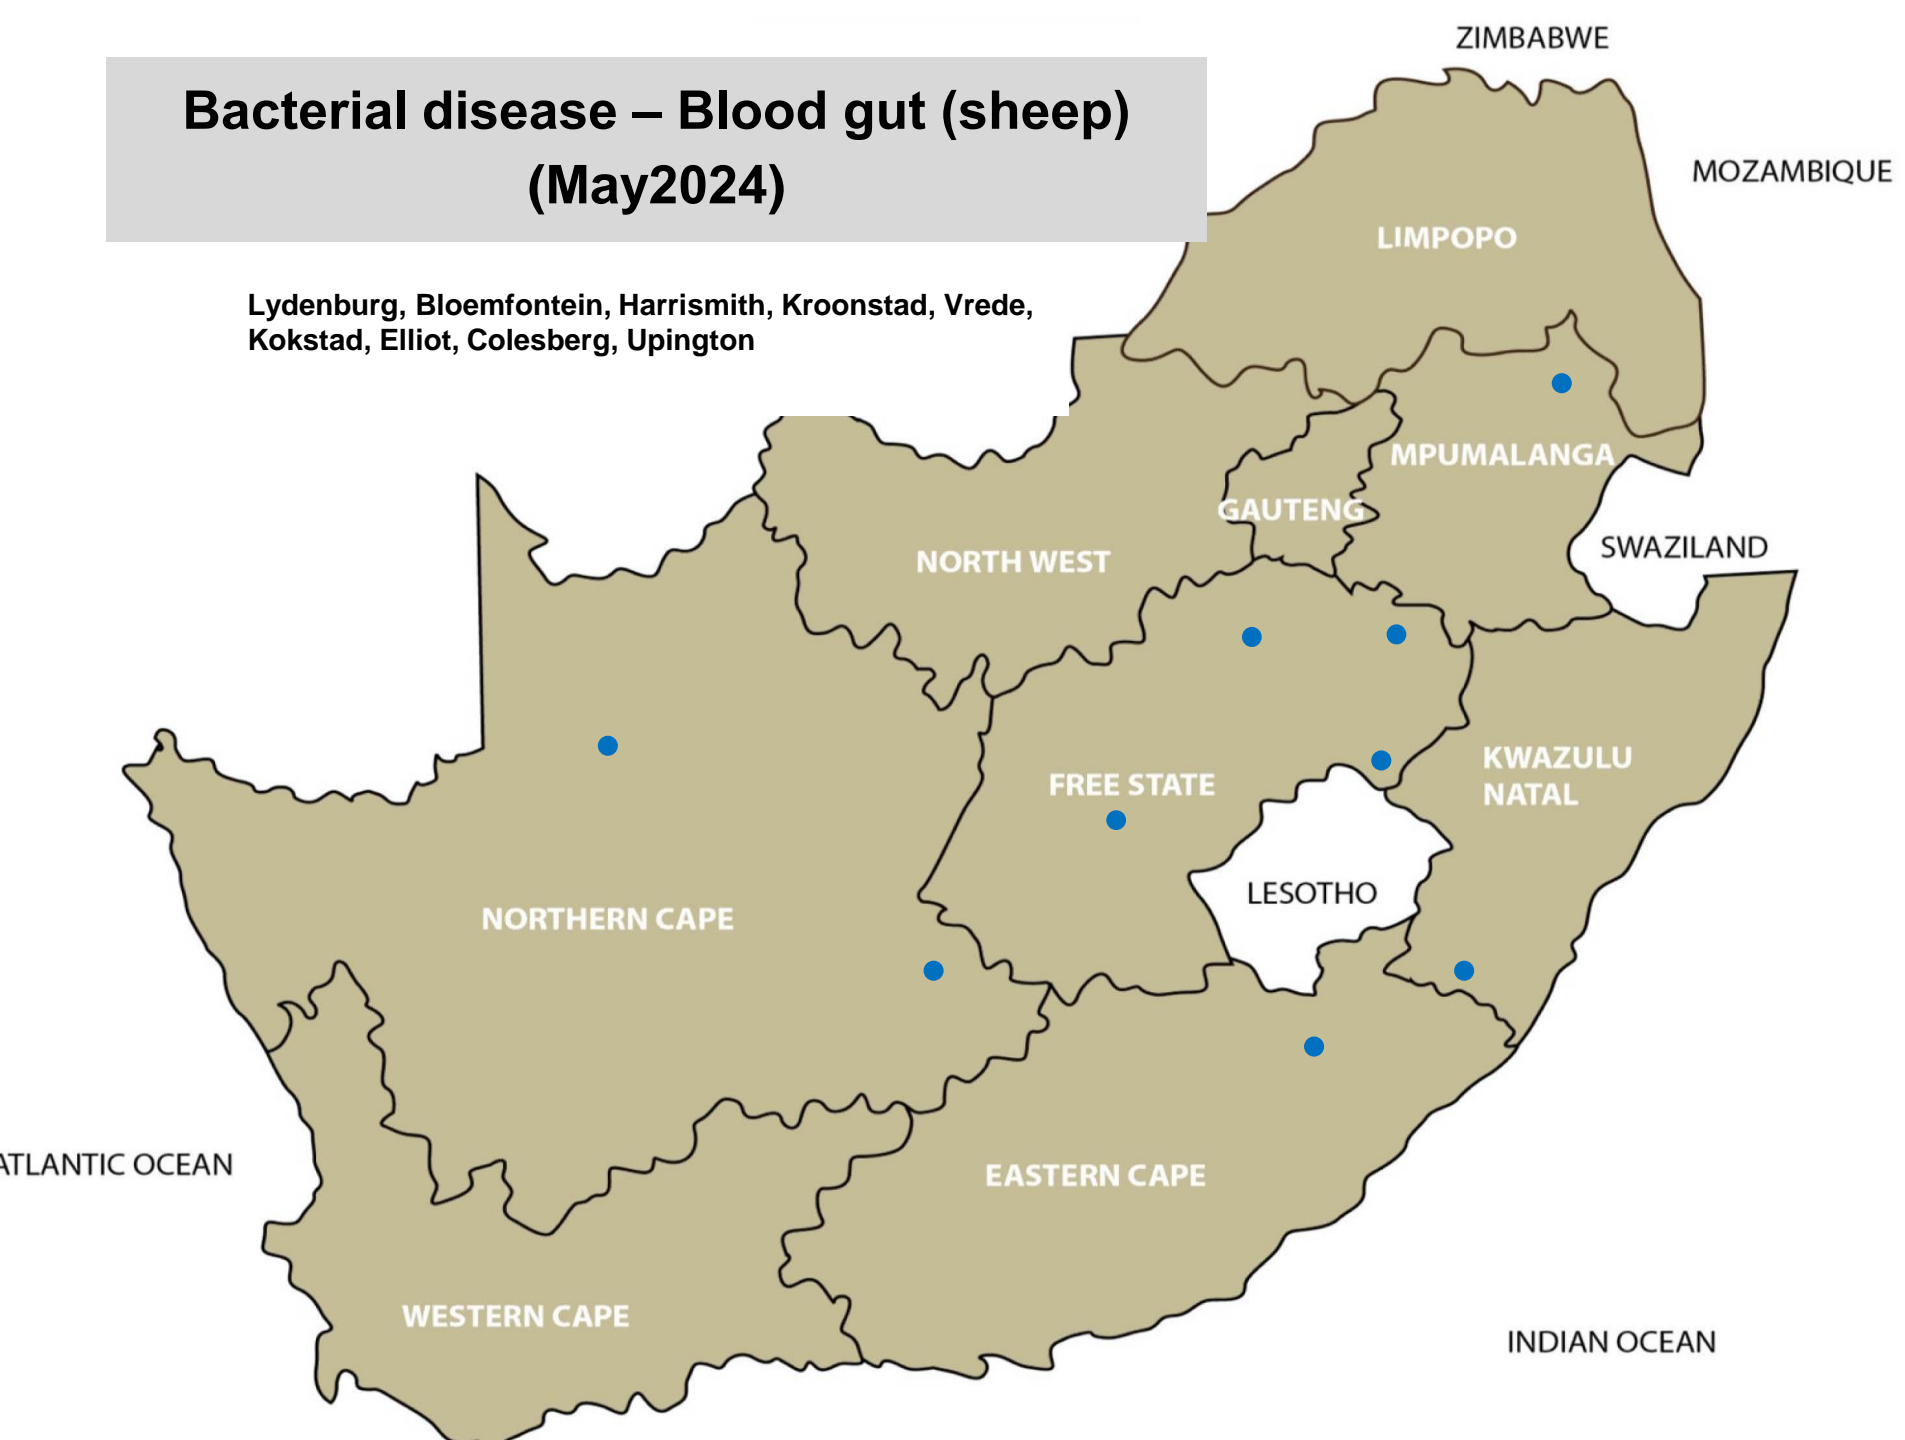 ZIMBABWE
Bacterial disease – Blood gut (sheep)
(May2024)
MOZAMBIQUE
LIMPOPO
Lydenburg, Bloemfontein, Harrismith, Kroonstad, Vrede,
Kokstad, Elliot, Colesberg, Upington
MPUMALANGA
GAUTENG
SWAZILAND
NORTH WEST
KWAZULU
NATAL
FREE STATE
LESOTHO
NORTHERN CAPE
ATLANTIC OCEAN
EASTERN CAPE
WESTERN CAPE
INDIAN OCEAN